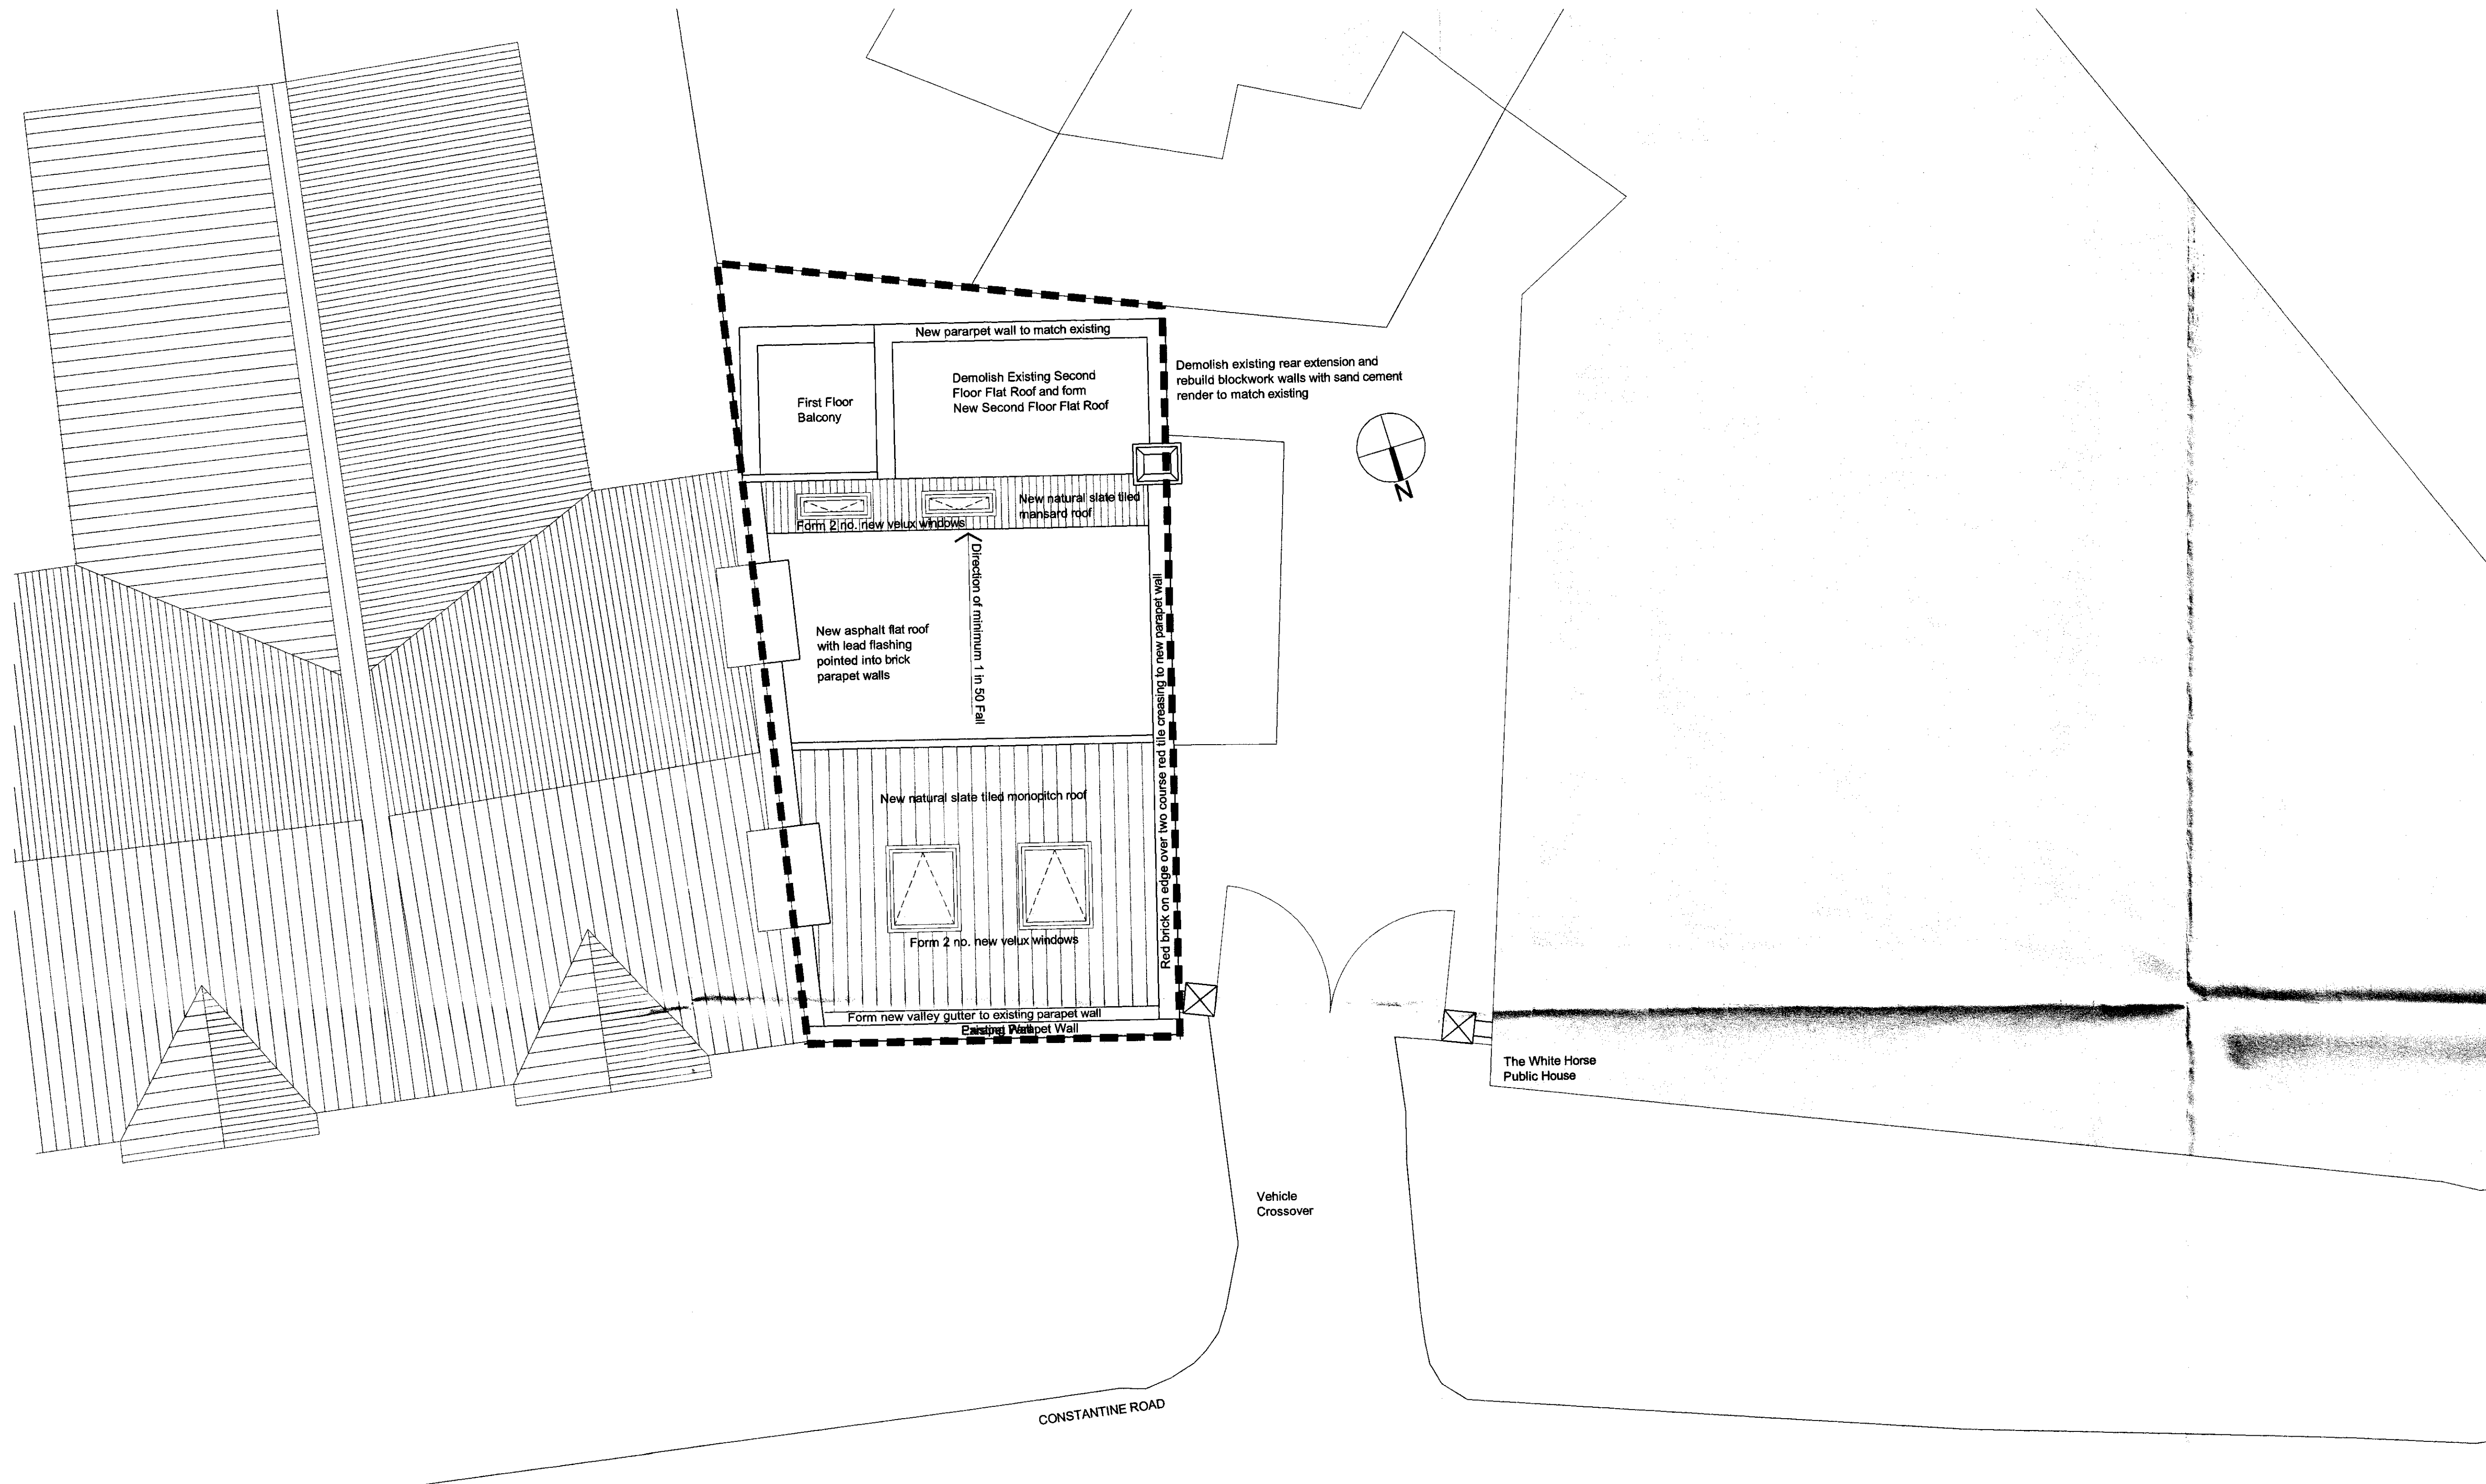 New pararpet wall to match existing
Demolish existing rear extension and
rebuild blockwork walls with sand cement
render to match existing
Demolish Existing Second
Floor Flat Roof and form
New Second Floor Flat Roof
First Floor
Balcony
N
New natural slate tiled
mansard roof
Form 2 no. new velux windows
Direction of minimum 1 in 50 Fall
New asphalt flat roof
with lead flashing
pointed into brick
parapet walls
Red brick on edge over two course red tile creasing to new parapet wall
New natural slate tiled monopitch roof
Form 2 no. new velux windows
Form new valley gutter to existing parapet wall
Parapet Wall
The White Horse
Public House
Vehicle
Crossover
CONSTANTINE ROAD